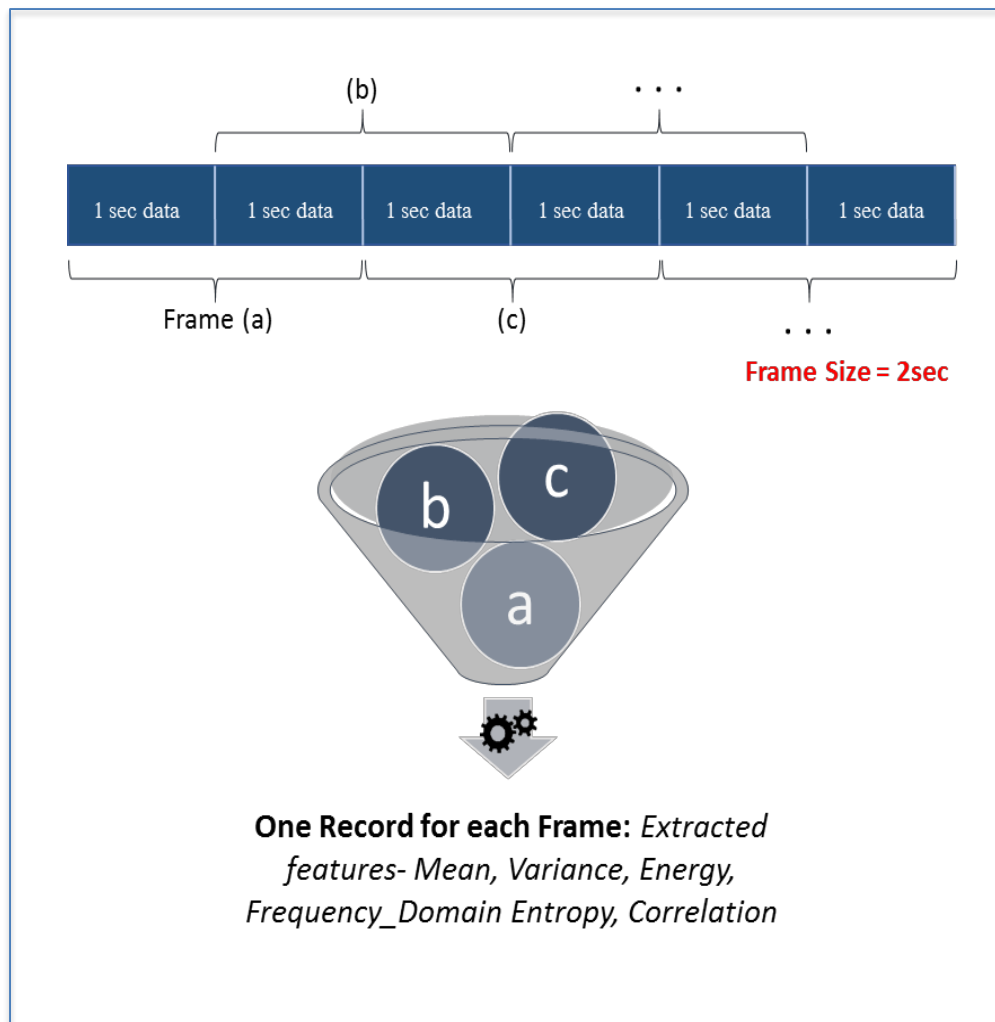 (b)
. . .
1 sec data
1 sec data
1 sec data
1 sec data
1 sec data
1 sec data
Frame (a)
(c)
. . .
Frame Size = 2sec
b
c
a
One Record for each Frame: Extracted
features- Mean, Variance, Energy,
Frequency_Domain Entropy, Correlation